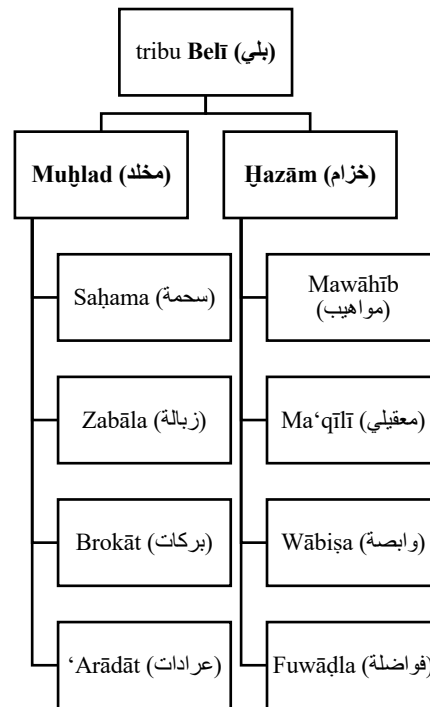 tribu Belī (بلي)
Muḫlad (مخلد)
Ḫazām (خزام)
Saḥama (سحمة)
Mawāhīb
(مواهيب)
Zabāla (زبالة)
Ma‘qīlī (معقيلي)
Brokāt (بركات)
Wābiṣa (وابصة)
‘Arādāt (عرادات)
Fuwāḍla (فواضلة)